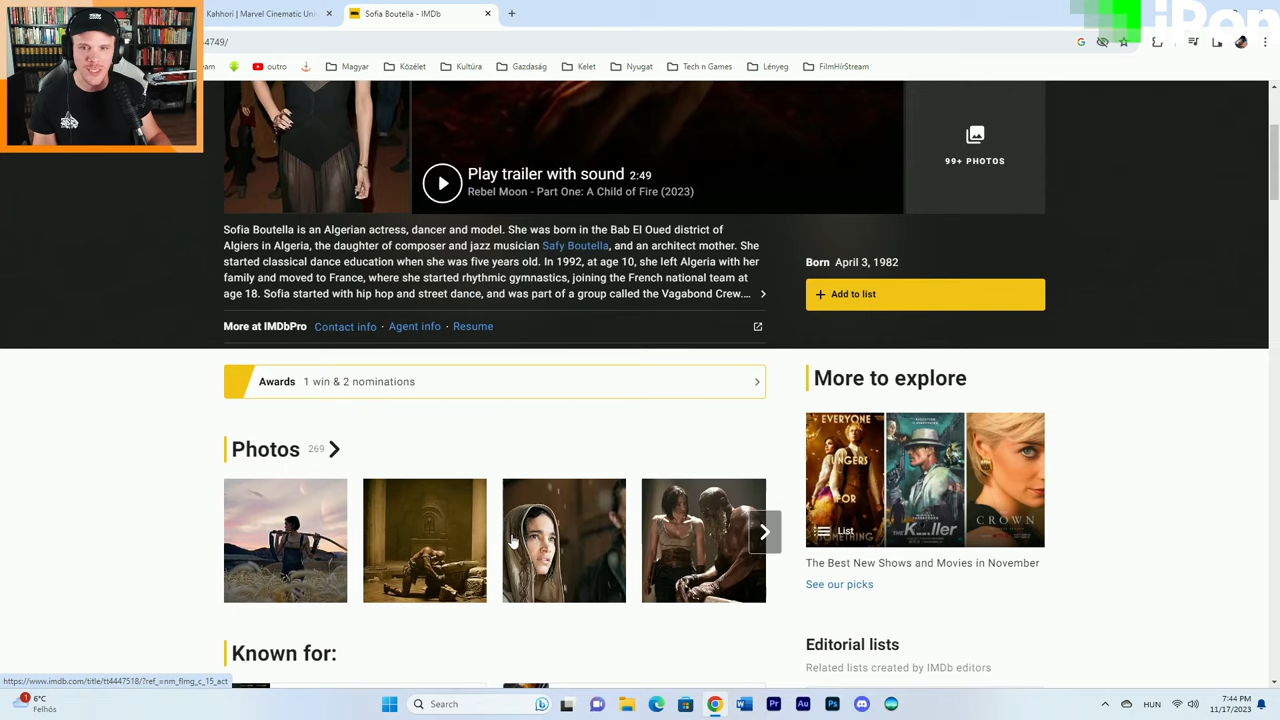 Kahhori | Marvel Cinematic Uni
Sofia Boutella - IMDb
iPon
4749/
eam
outro
Magyar
Közélet
Kultúra
Gazdaság
Kelet
Nyugat
Tech n Games
Lényeg
FilmHírStream
99+ PHOTOS
Play trailer with sound 2:49
Rebel Moon - Part One: A Child of Fire (2023)
Sofia Boutella is an Algerian actress, dancer and model. She was born in the Bab El Oued district of
Algiers in Algeria, the daughter of composer and jazz musician Safy Boutella, and an architect mother. She
started classical dance education when she was five years old. In 1992, at age 10, she left Algeria with her
family and moved to France, where she started rhythmic gymnastics, joining the French national team at
age 18. Sofia started with hip hop and street dance, and was part of a group called the Vagabond Crew....
Born April 3, 1982
+ Add to list
More at IMDbPro Contact info · Agent info · Resume
Awards 1 win & 2 nominations
More to explore
Photos 269
EVERYONE
FOR
SOMETHING
CROWN
List
The Best New Shows and Movies in November
See our picks
Known for:
Editorial lists
Related lists created by IMDb editors
https://www.imdb.com/title/tt4447518/?ref_=nm_flmg_c_15_act
1
6°C
Felhős
Search
HUN
7:44 PM
11/17/2023